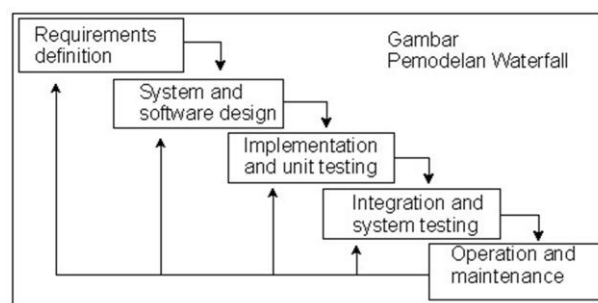 Requirements
definition
Gambar
Pemodelan Waterfall
System and
software design
Implementation
and unit testing
Integration and
system testing
Operation and
maintenance